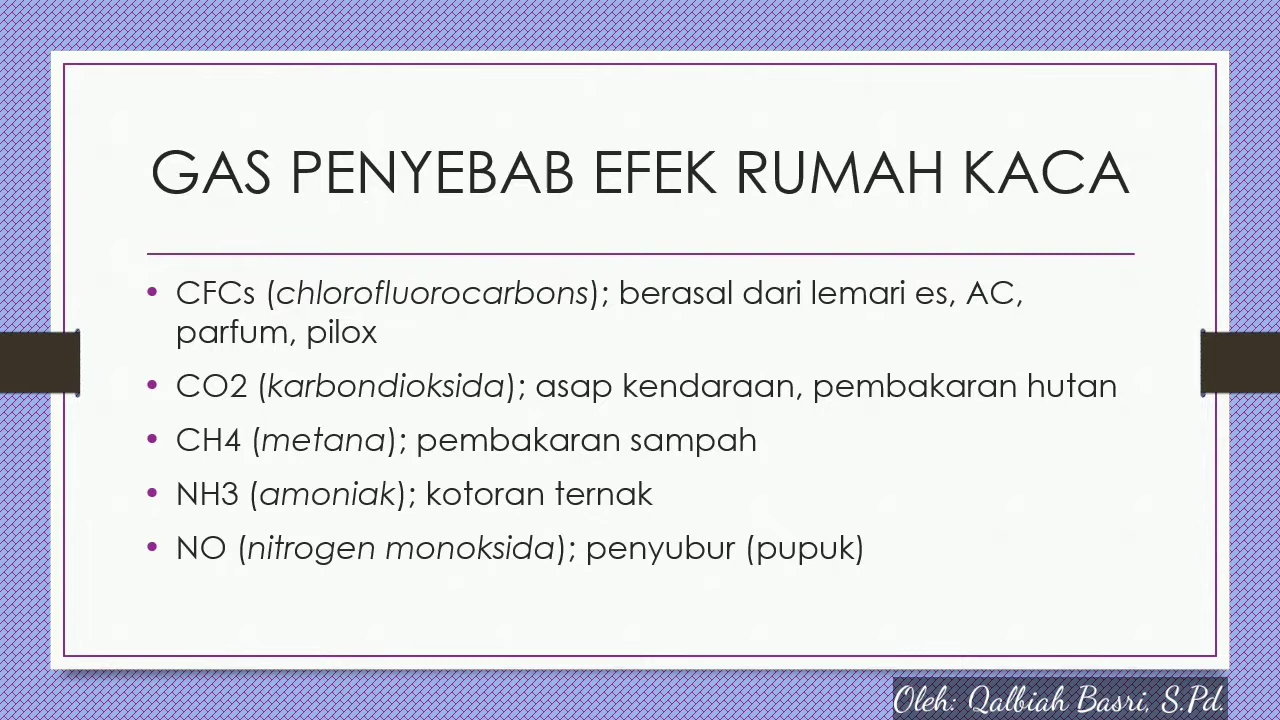 GAS PENYEBAB EFEK RUMAH KACA
• CFCs (chlorofluorocarbons); berasal dari lemari es, AC,
parfum, pilox
• CO2 (karbondioksida); asap kendaraan, pembakaran hutan
• CH4 (metana); pembakaran sampah
• NH3 (amoniak); kotoran ternak
• NO (nitrogen monoksida); penyubur (pupuk)
Oleh: Qalbiah Basri, S.Pd.